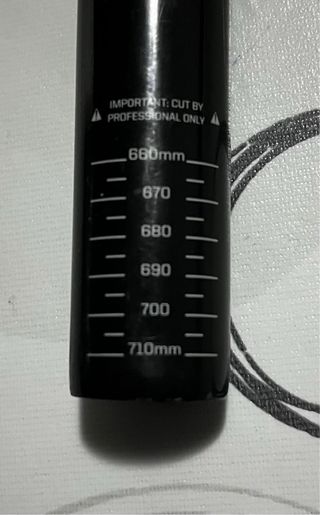 IMPORTANT: CUT BY
PROFESSIONAL ONLY
660mm
670
680
690
700
710mm